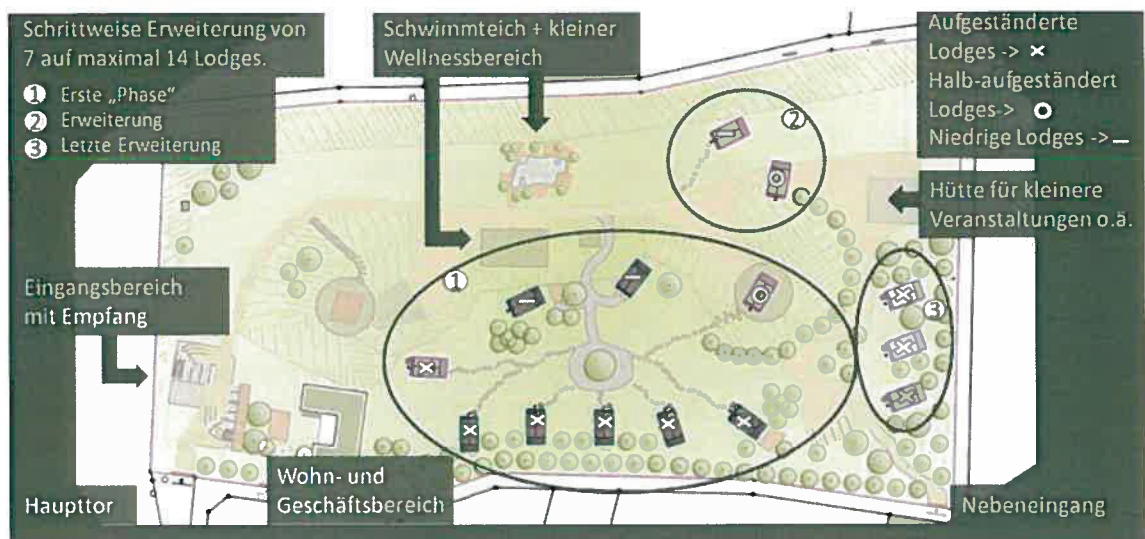 Schrittweise Erweiterung von
7 auf maximal 14 Lodges.
1 Erste „Phase"
2 Erweiterung
3 Letzte Erweiterung
Schwimmteich + kleiner
Wellnessbereich
Aufgeständerte
Lodges -> x
Halb-aufgeständert
Lodges-> o
Niedrige Lodges -> –
Hütte für kleinere
Veranstaltungen o.ä.
2
1
3
Eingangsbereich
mit Empfang
Wohn- und
Geschäftsbereich
Haupttor
Nebeneingang